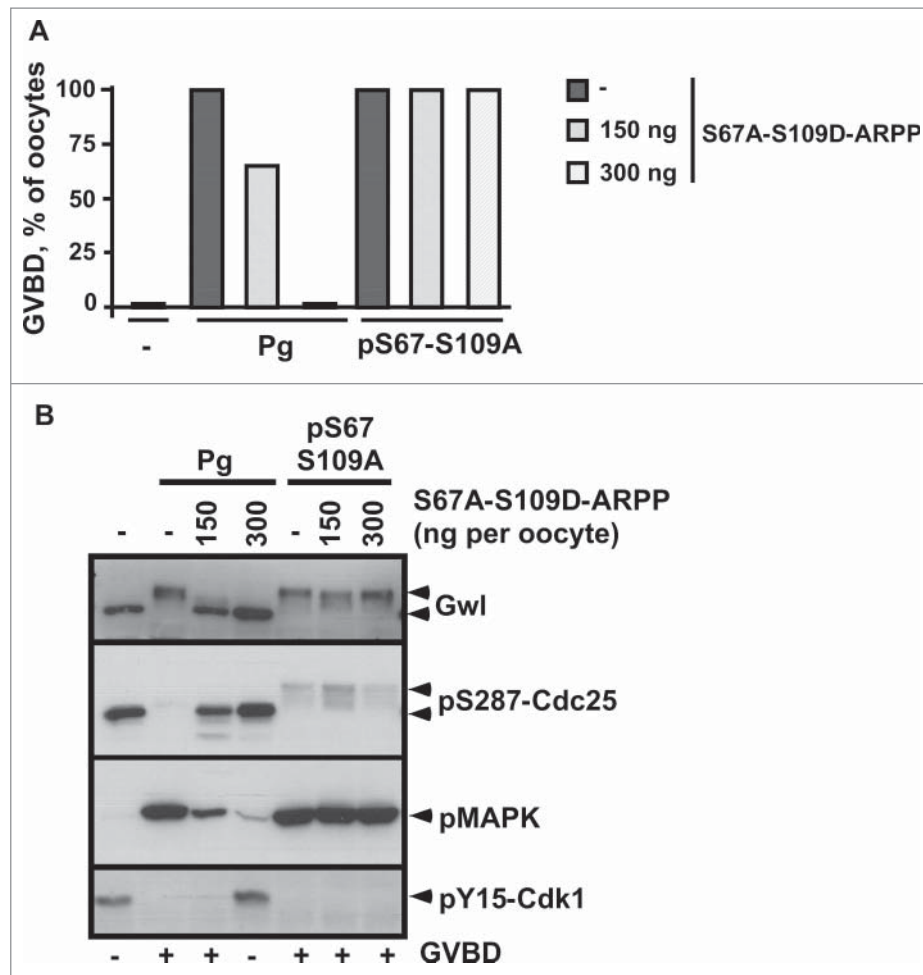 A
GVBD, % of oocytes
100
75
50
25
0
-
Pg
pS67-S109A
-
150 ng
300 ng
S67A-S109D-ARPP
B
Pg
pS67
S109A
- - 150 300 - 150 300
S67A-S109D-ARPP
(ng per oocyte)
Gwl
pS287-Cdc25
pMAPK
pY15-Cdk1
- + + - + + + GVBD